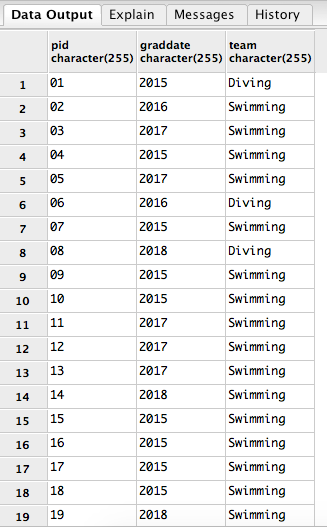 Data Output Explain Messages History
pid graddate team
character(255) character(255) character(255)
1 01 2015 Diving
2 02 2016 Swimming
3 03 2017 Swimming
4 04 2015 Swimming
5 05 2017 Swimming
6 06 2016 Diving
7 07 2015 Swimming
8 08 2018 Diving
9 09 2015 Swimming
10 10 2015 Swimming
11 11 2017 Swimming
12 12 2017 Swimming
13 13 2017 Swimming
14 14 2018 Swimming
15 15 2015 Swimming
16 16 2015 Swimming
17 17 2015 Swimming
18 18 2015 Swimming
19 19 2018 Swimming